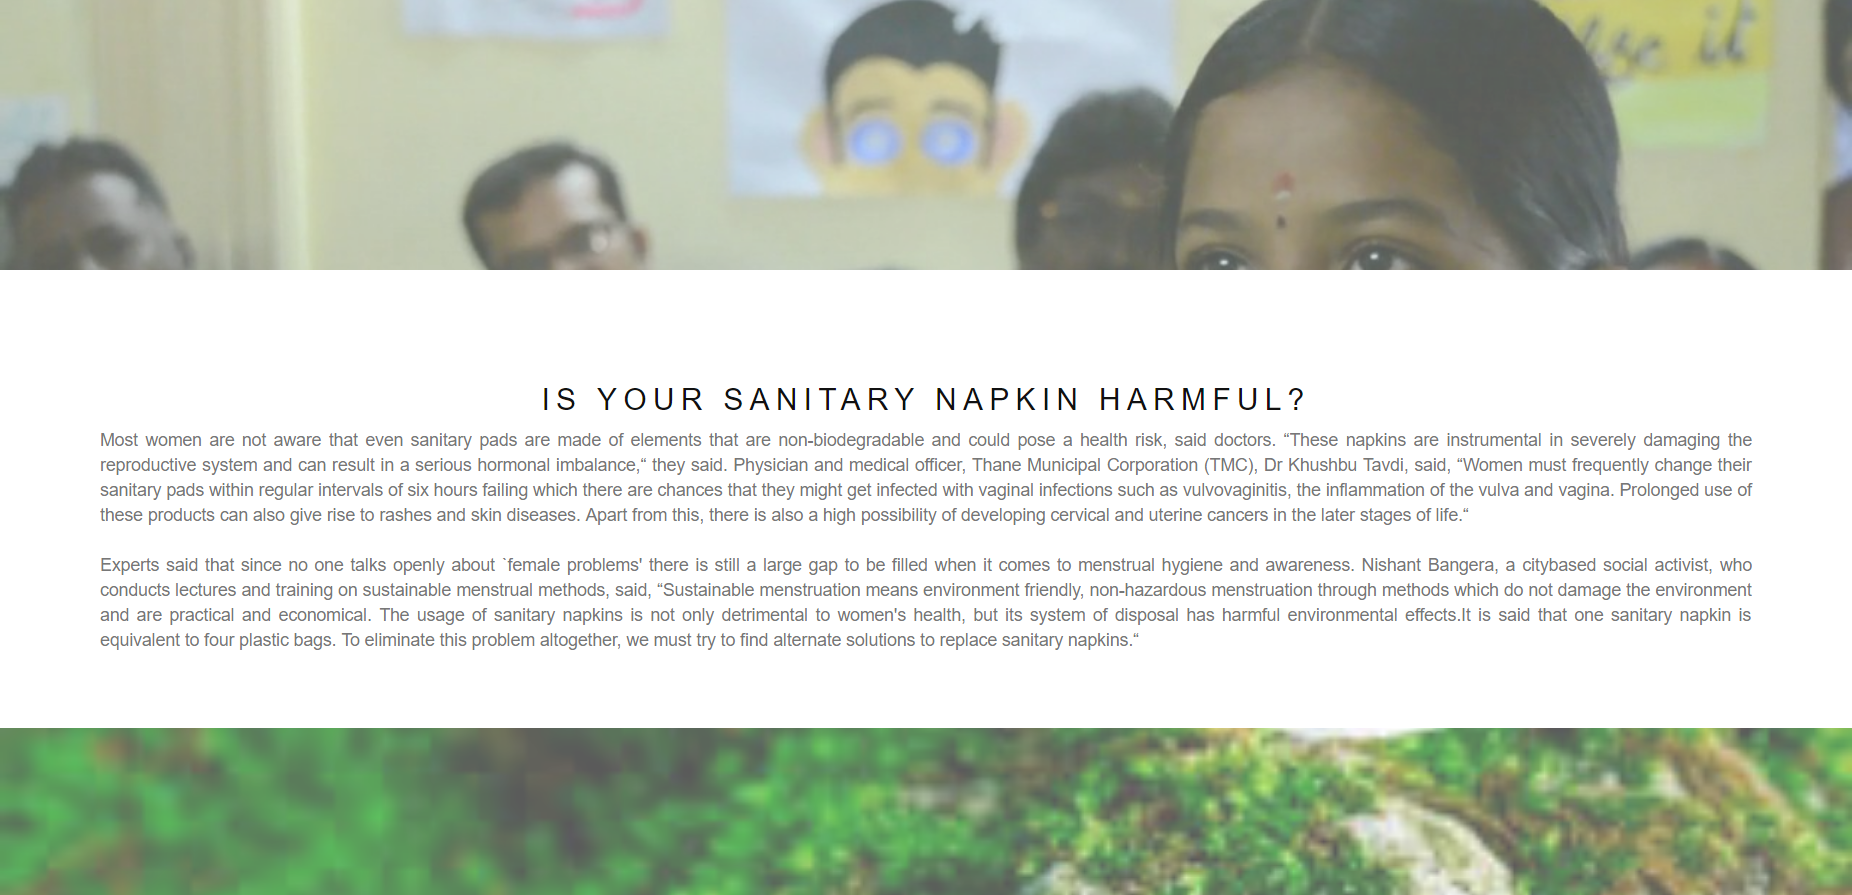 use it
IS YOUR SANITARY NAPKIN HARMFUL?
Most women are not aware that even sanitary pads are made of elements that are non-biodegradable and could pose a health risk, said doctors. “These napkins are instrumental in severely damaging the
reproductive system and can result in a serious hormonal imbalance,“ they said. Physician and medical officer, Thane Municipal Corporation (TMC), Dr Khushbu Tavdi, said, “Women must frequently change their
sanitary pads within regular intervals of six hours failing which there are chances that they might get infected with vaginal infections such as vulvovaginitis, the inflammation of the vulva and vagina. Prolonged use of
these products can also give rise to rashes and skin diseases. Apart from this, there is also a high possibility of developing cervical and uterine cancers in the later stages of life.“
Experts said that since no one talks openly about `female problems' there is still a large gap to be filled when it comes to menstrual hygiene and awareness. Nishant Bangera, a citybased social activist, who
conducts lectures and training on sustainable menstrual methods, said, “Sustainable menstruation means environment friendly, non-hazardous menstruation through methods which do not damage the environment
and are practical and economical. The usage of sanitary napkins is not only detrimental to women's health, but its system of disposal has harmful environmental effects.It is said that one sanitary napkin is
equivalent to four plastic bags. To eliminate this problem altogether, we must try to find alternate solutions to replace sanitary napkins.“